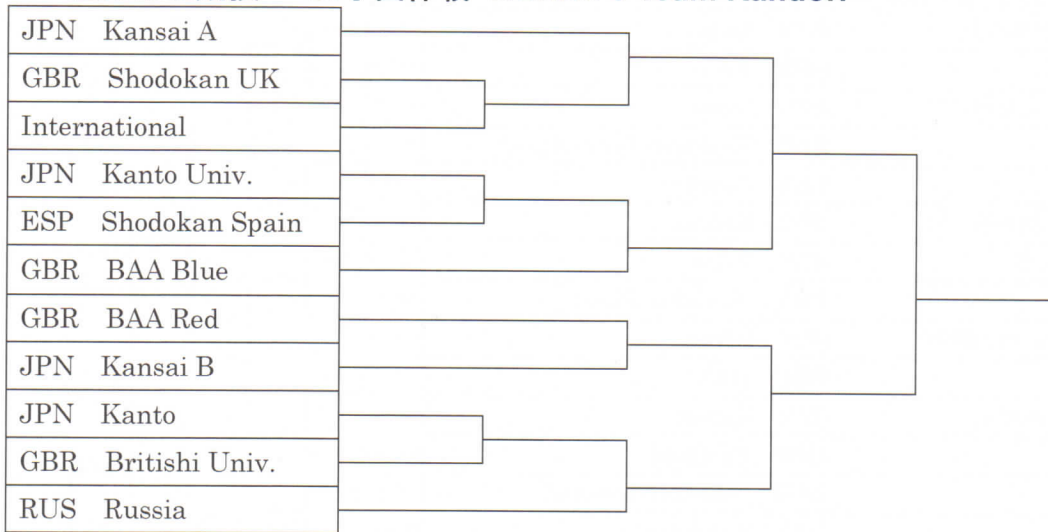 JPN Kansai A
GBR Shodokan UK
International
JPN Kanto Univ.
ESP Shodokan Spain
GBR BAA Blue
GBR BAA Red
JPN Kansai B
JPN Kanto
GBR Britishi Univ.
RUS Russia